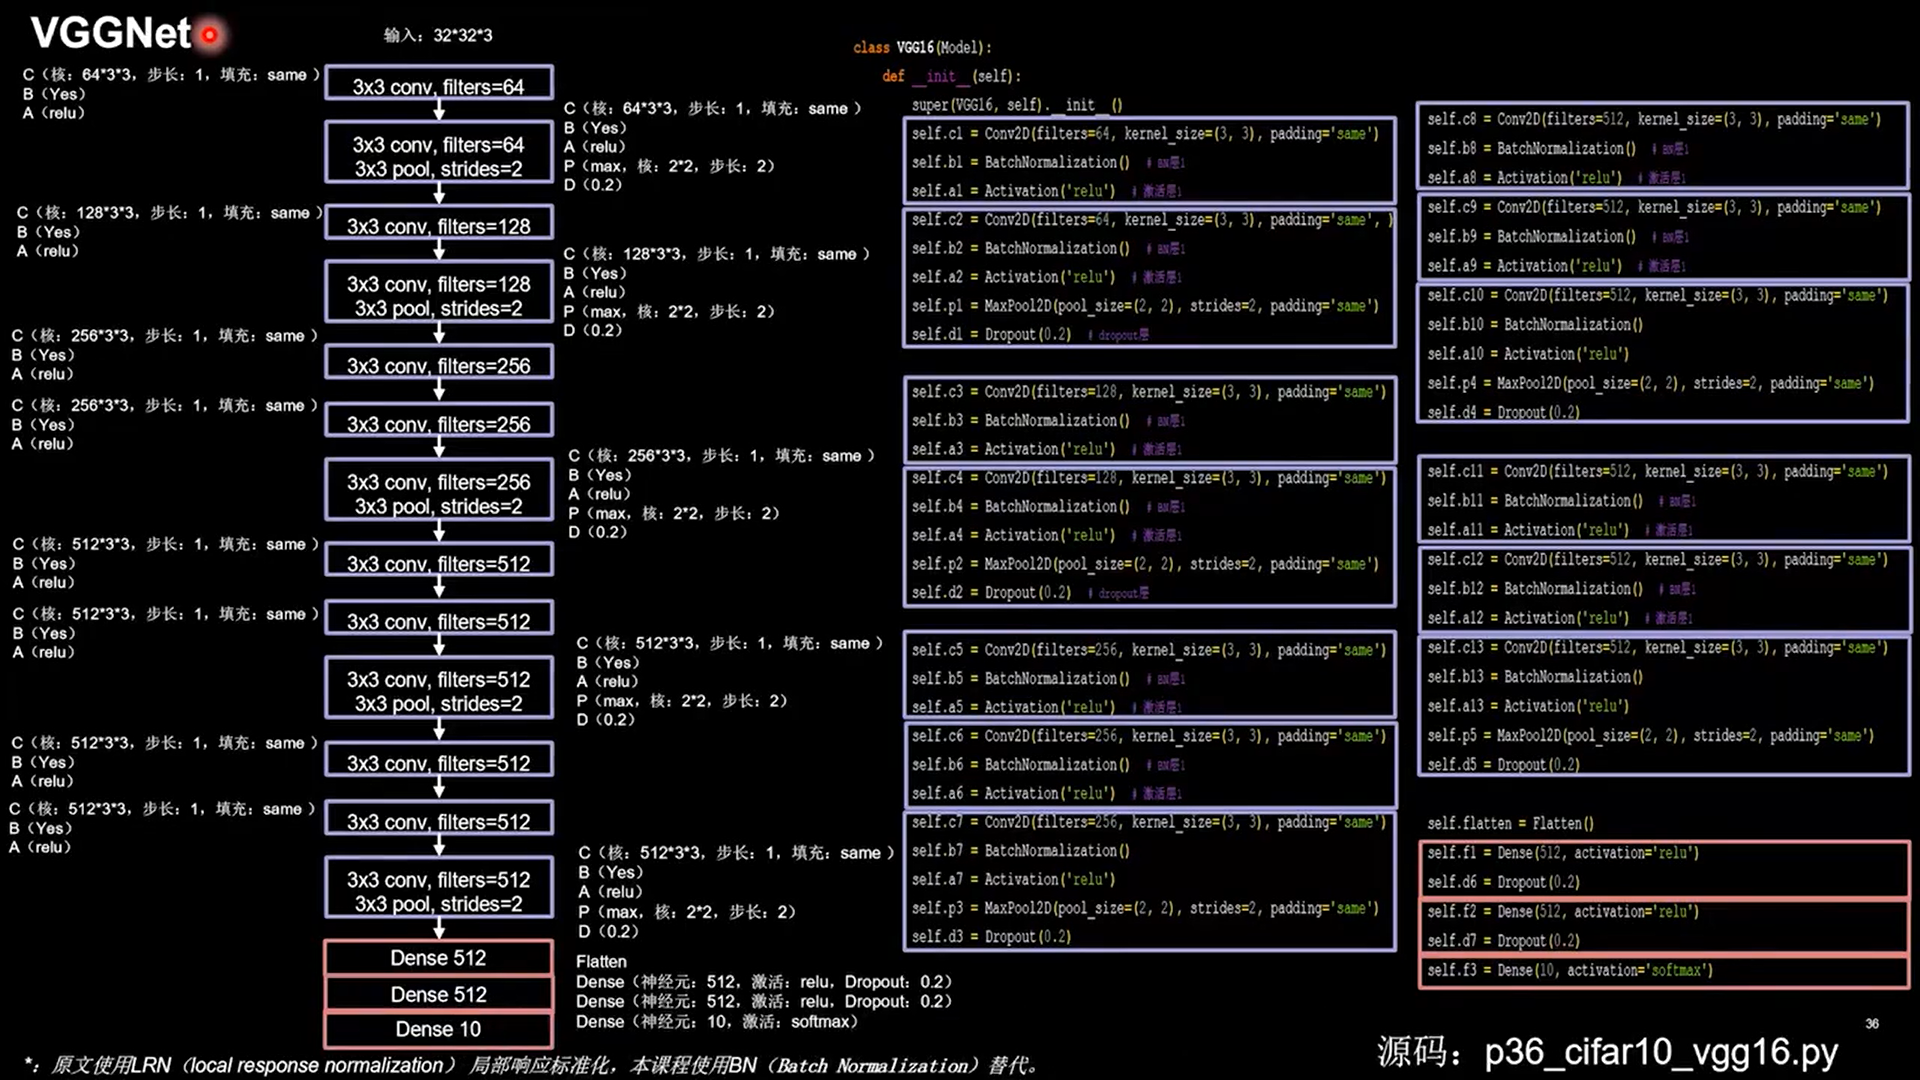 VGGNet
输入：32*32*3
C（核：64*3*3，步长：1，填充：same ）
B（Yes）
A（relu）
3x3 conv, filters=64
3x3 conv, filters=64
3x3 pool, strides=2
C（核：64*3*3，步长：1，填充：same ）
B（Yes）
A（relu）
P（max，核：2*2，步长：2）
D（0.2）
C（核：128*3*3，步长：1，填充：same ）
B（Yes）
A（relu）
3x3 conv, filters=128
3x3 conv, filters=128
3x3 pool, strides=2
C（核：128*3*3，步长：1，填充：same ）
B（Yes）
A（relu）
P（max，核：2*2，步长：2）
D（0.2）
C（核：256*3*3，步长：1，填充：same ）
B（Yes）
A（relu）
3x3 conv, filters=256
C（核：256*3*3，步长：1，填充：same ）
B（Yes）
A（relu）
3x3 conv, filters=256
3x3 conv, filters=256
3x3 pool, strides=2
C（核：256*3*3，步长：1，填充：same ）
B（Yes）
A（relu）
P（max，核：2*2，步长：2）
D（0.2）
C（核：512*3*3，步长：1，填充：same ）
B（Yes）
A（relu）
3x3 conv, filters=512
C（核：512*3*3，步长：1，填充：same ）
B（Yes）
A（relu）
3x3 conv, filters=512
3x3 conv, filters=512
3x3 pool, strides=2
C（核：512*3*3，步长：1，填充：same ）
B（Yes）
A（relu）
P（max，核：2*2，步长：2）
D（0.2）
C（核：512*3*3，步长：1，填充：same ）
B（Yes）
A（relu）
3x3 conv, filters=512
C（核：512*3*3，步长：1，填充：same ）
B（Yes）
A（relu）
3x3 conv, filters=512
3x3 conv, filters=512
3x3 pool, strides=2
C（核：512*3*3，步长：1，填充：same ）
B（Yes）
A（relu）
P（max，核：2*2，步长：2）
D（0.2）
Dense 512
Dense 512
Dense 10
Flatten
Dense（神经元：512，激活：relu，Dropout：0.2）
Dense（神经元：512，激活：relu，Dropout：0.2）
Dense（神经元：10，激活：softmax）
class VGG16(Model):
def __init__(self):
super(VGG16, self).__init__()
self.c1 = Conv2D(filters=64, kernel_size=(3, 3), padding='same')
self.b1 = BatchNormalization()  # BN层1
self.a1 = Activation('relu')  # 激活层1
self.c2 = Conv2D(filters=64, kernel_size=(3, 3), padding='same', )
self.b2 = BatchNormalization()  # BN层1
self.a2 = Activation('relu')  # 激活层1
self.p1 = MaxPool2D(pool_size=(2, 2), strides=2, padding='same')
self.d1 = Dropout(0.2)  # dropout层
self.c3 = Conv2D(filters=128, kernel_size=(3, 3), padding='same')
self.b3 = BatchNormalization()  # BN层1
self.a3 = Activation('relu')  # 激活层1
self.c4 = Conv2D(filters=128, kernel_size=(3, 3), padding='same')
self.b4 = BatchNormalization()  # BN层1
self.a4 = Activation('relu')  # 激活层1
self.p2 = MaxPool2D(pool_size=(2, 2), strides=2, padding='same')
self.d2 = Dropout(0.2)  # dropout层
self.c5 = Conv2D(filters=256, kernel_size=(3, 3), padding='same')
self.b5 = BatchNormalization()  # BN层1
self.a5 = Activation('relu')  # 激活层1
self.c6 = Conv2D(filters=256, kernel_size=(3, 3), padding='same')
self.b6 = BatchNormalization()  # BN层1
self.a6 = Activation('relu')  # 激活层1
self.c7 = Conv2D(filters=256, kernel_size=(3, 3), padding='same')
self.b7 = BatchNormalization()
self.a7 = Activation('relu')
self.p3 = MaxPool2D(pool_size=(2, 2), strides=2, padding='same')
self.d3 = Dropout(0.2)
self.c8 = Conv2D(filters=512, kernel_size=(3, 3), padding='same')
self.b8 = BatchNormalization()  # BN层1
self.a8 = Activation('relu')  # 激活层1
self.c9 = Conv2D(filters=512, kernel_size=(3, 3), padding='same')
self.b9 = BatchNormalization()  # BN层1
self.a9 = Activation('relu')  # 激活层1
self.c10 = Conv2D(filters=512, kernel_size=(3, 3), padding='same')
self.b10 = BatchNormalization()
self.a10 = Activation('relu')
self.p4 = MaxPool2D(pool_size=(2, 2), strides=2, padding='same')
self.d4 = Dropout(0.2)
self.c11 = Conv2D(filters=512, kernel_size=(3, 3), padding='same')
self.b11 = BatchNormalization()  # BN层1
self.a11 = Activation('relu')  # 激活层1
self.c12 = Conv2D(filters=512, kernel_size=(3, 3), padding='same')
self.b12 = BatchNormalization()  # BN层1
self.a12 = Activation('relu')  # 激活层1
self.c13 = Conv2D(filters=512, kernel_size=(3, 3), padding='same')
self.b13 = BatchNormalization()
self.a13 = Activation('relu')
self.p5 = MaxPool2D(pool_size=(2, 2), strides=2, padding='same')
self.d5 = Dropout(0.2)
self.flatten = Flatten()
self.f1 = Dense(512, activation='relu')
self.d6 = Dropout(0.2)
self.f2 = Dense(512, activation='relu')
self.d7 = Dropout(0.2)
self.f3 = Dense(10, activation='softmax')
36
*：原文使用LRN（local response normalization） 局部响应标准化，本课程使用BN（Batch Normalization）替代。
源码：p36_cifar10_vgg16.py